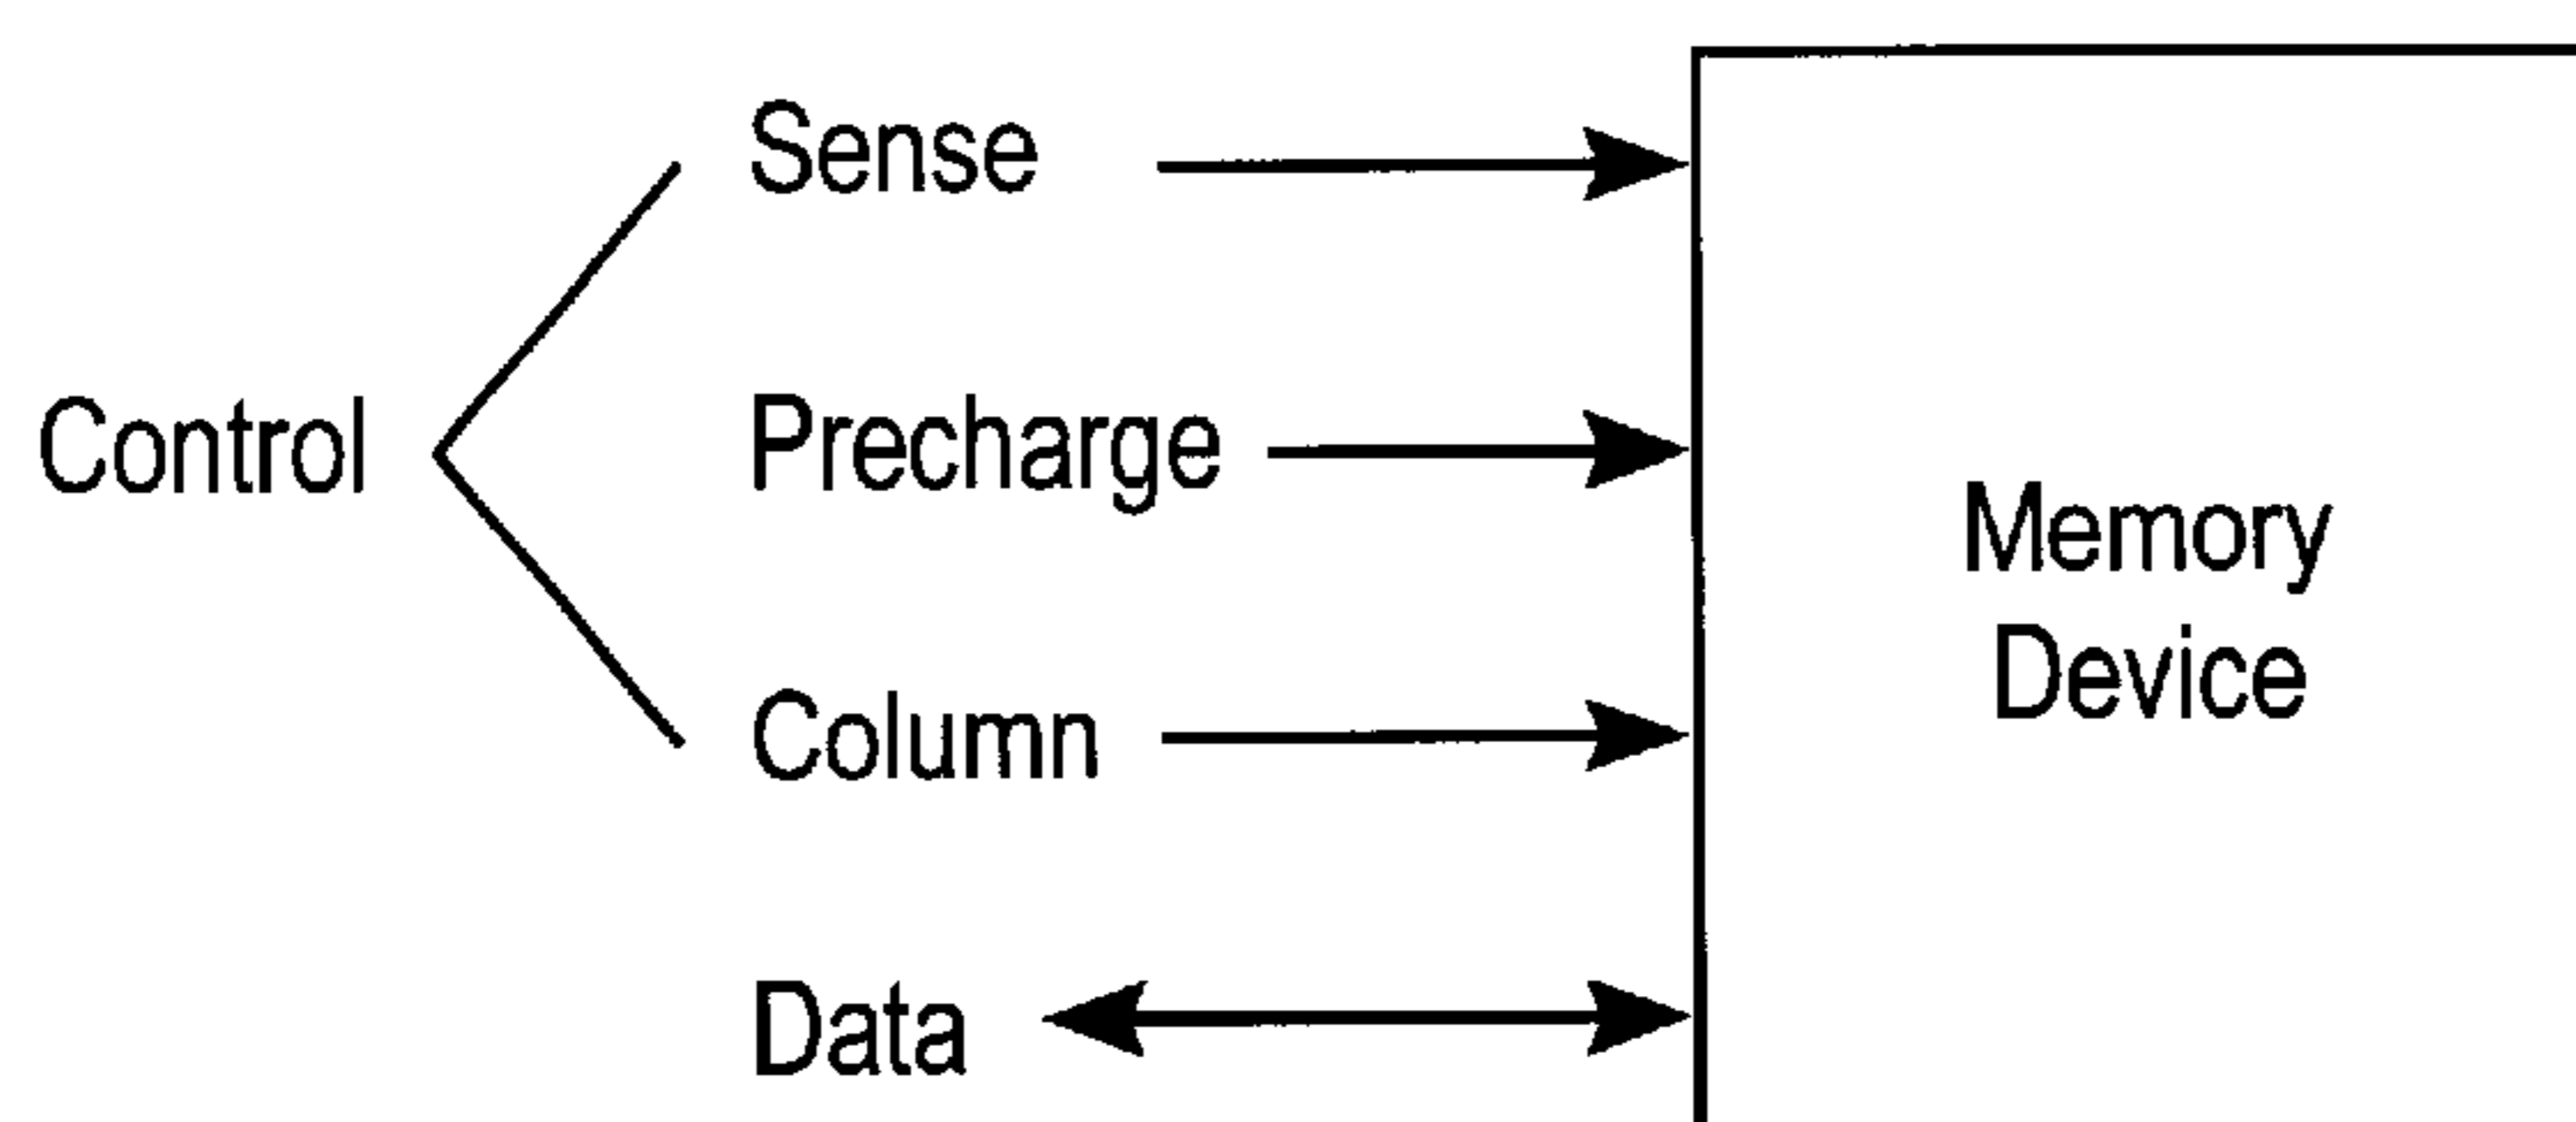 Sense
Control
Precharge
Memory
Device
Column
Data